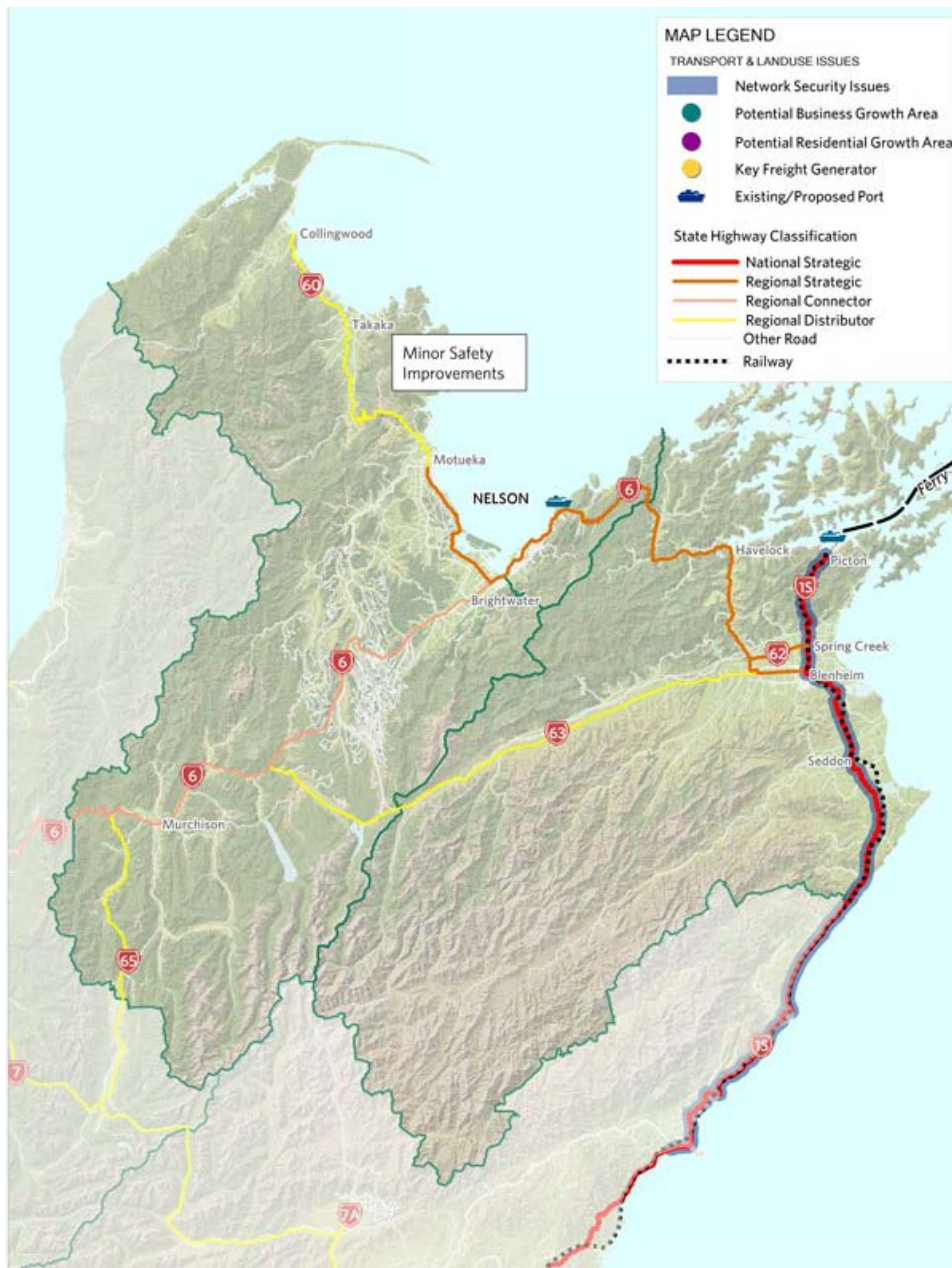 MAP LEGEND
TRANSPORT & LANDUSE ISSUES
Network Security Issues
Potential Business Growth Area
Potential Residential Growth Area
Key Freight Generator
Existing/Proposed Port
State Highway Classification
National Strategic
Regional Strategic
Regional Connector
Regional Distributor
Other Road
Railway
Collingwood
60
Takaka
Minor Safety
Improvements
Motueka
NELSON
6
Ferry
Havelock
Picton
1S
Brightwater
Spring Creek
62
6
Blenheim
63
Seddon
6
6
Murchison
65
1S
7
7A